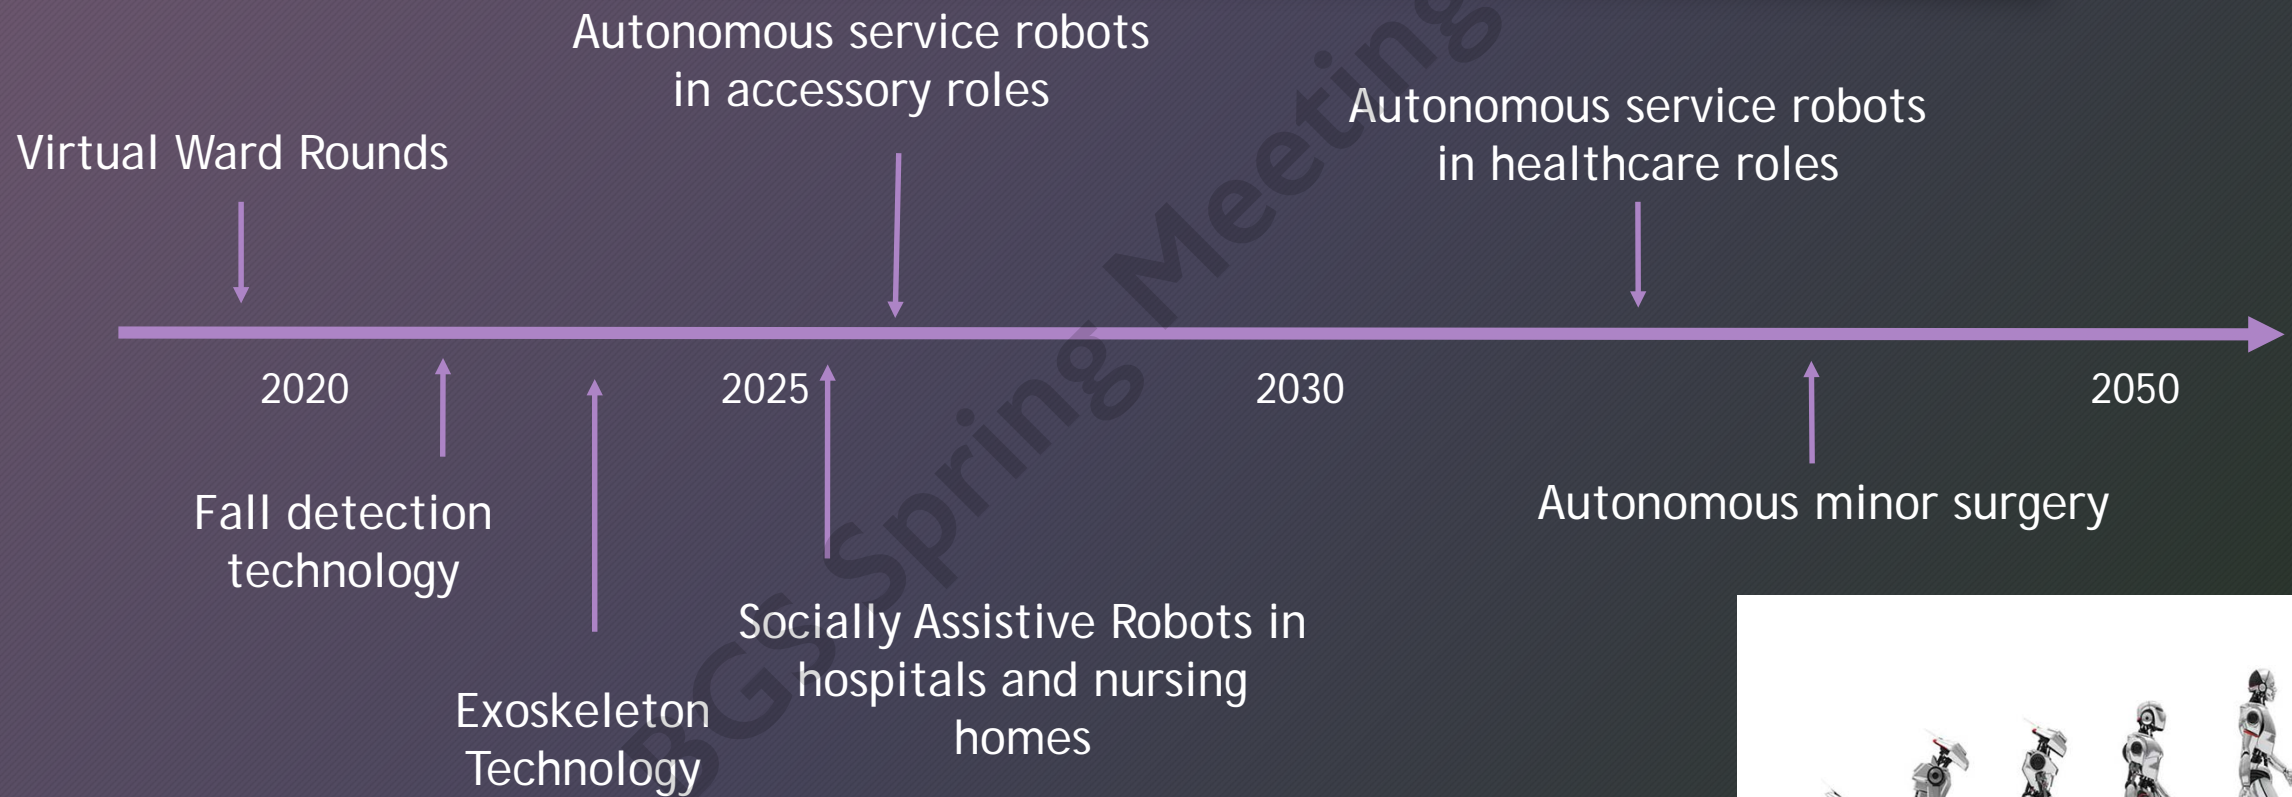 Autonomous service robots
in accessory roles
Autonomous service robots
in healthcare roles
Virtual Ward Rounds
2020
2025
2030
2050
Fall detection
technology
Autonomous minor surgery
Socially Assistive Robots in
hospitals and nursing
homes
Exoskeleton
Technology
BGS Spring Meeting